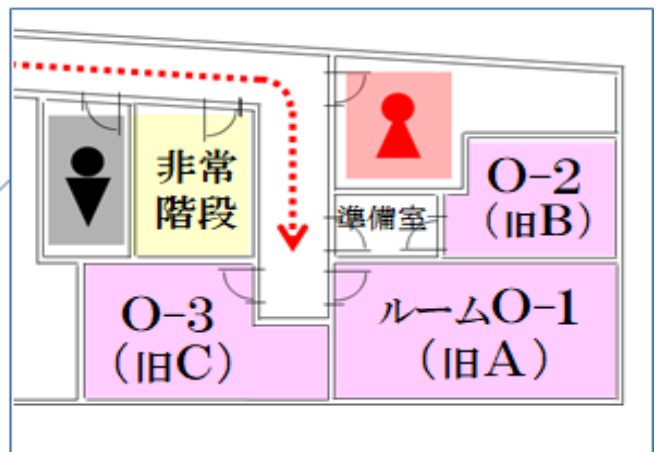 非常
階段
準備室
O-2
（旧B）
O-3
（旧C）
ルームO-1
（旧A）